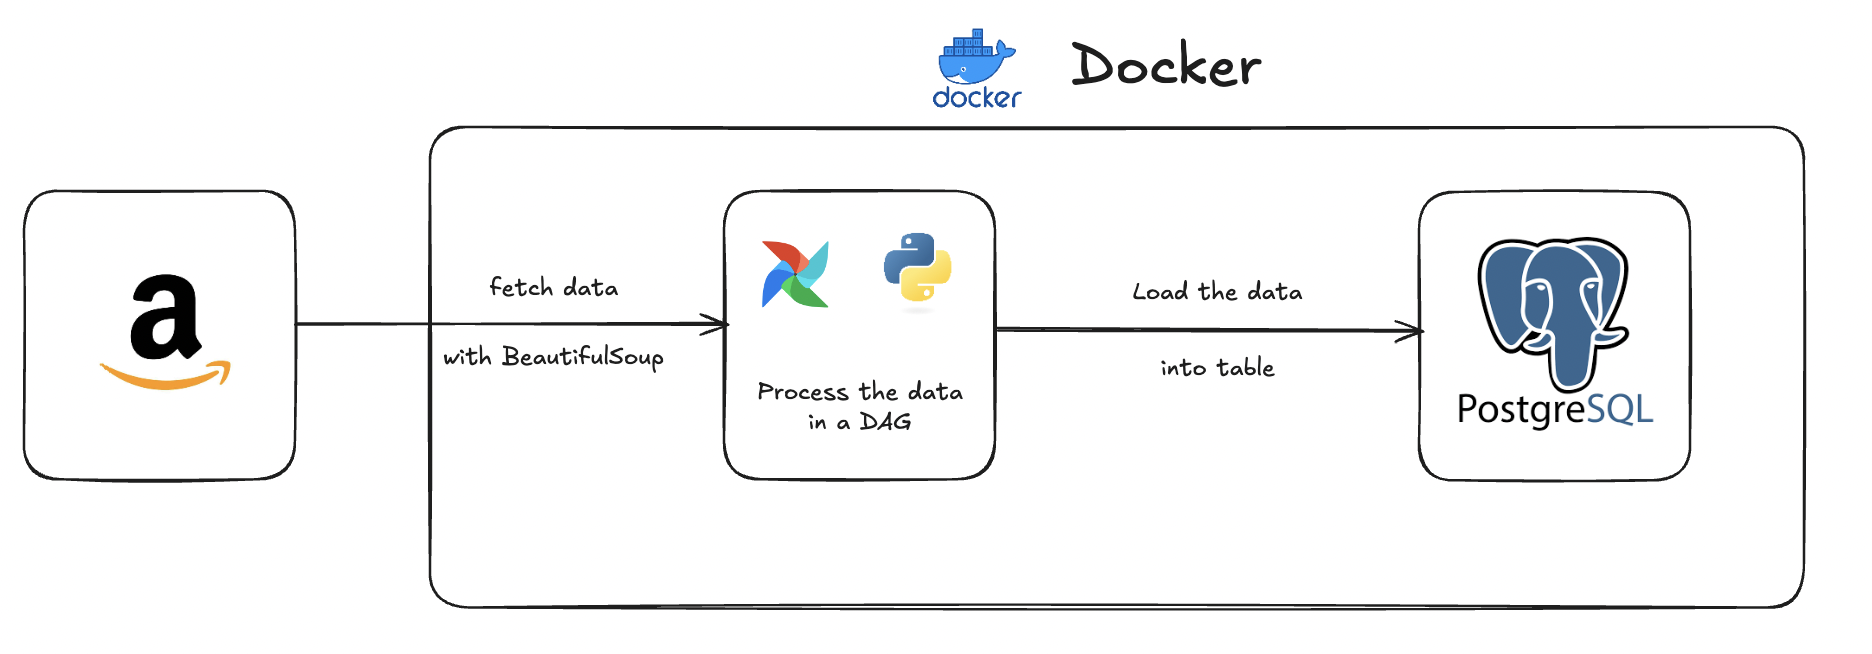 docker
Docker
a
fetch data
with BeautifulSoup
Process the data
in a DAG
Load the data
into table
PostgreSQL